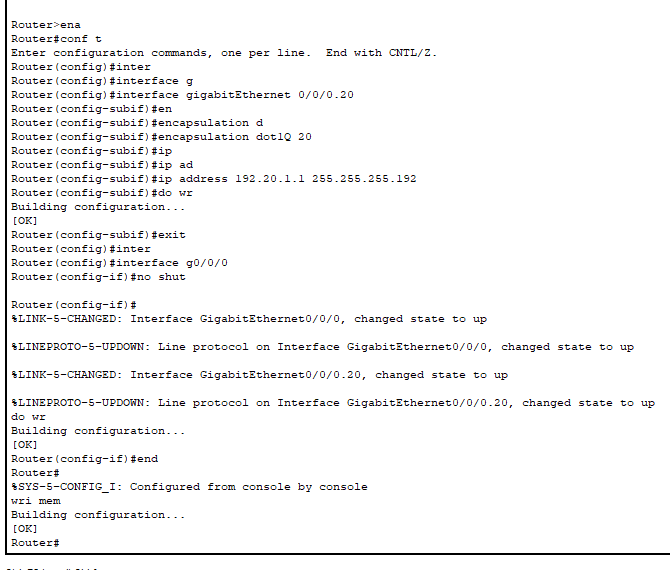 Router>ena
Router#conf t
Enter configuration commands, one per line.  End with CNTL/Z.
Router(config)#inter
Router(config)#interface g
Router(config)#interface gigabitEthernet 0/0/0.20
Router(config-subif)#en
Router(config-subif)#encapsulation d
Router(config-subif)#encapsulation dot1Q 20
Router(config-subif)#ip
Router(config-subif)#ip ad
Router(config-subif)#ip address 192.20.1.1 255.255.255.192
Router(config-subif)#do wr
Building configuration...
[OK]
Router(config-subif)#exit
Router(config)#inter
Router(config)#interface g0/0/0
Router(config-if)#no shut
Router(config-if)#
%LINK-5-CHANGED: Interface GigabitEthernet0/0/0, changed state to up
%LINEPROTO-5-UPDOWN: Line protocol on Interface GigabitEthernet0/0/0, changed state to up
%LINK-5-CHANGED: Interface GigabitEthernet0/0/0.20, changed state to up
%LINEPROTO-5-UPDOWN: Line protocol on Interface GigabitEthernet0/0/0.20, changed state to up
do wr
Building configuration...
[OK]
Router(config-if)#end
Router#
%SYS-5-CONFIG_I: Configured from console by console
wri mem
Building configuration...
[OK]
Router#